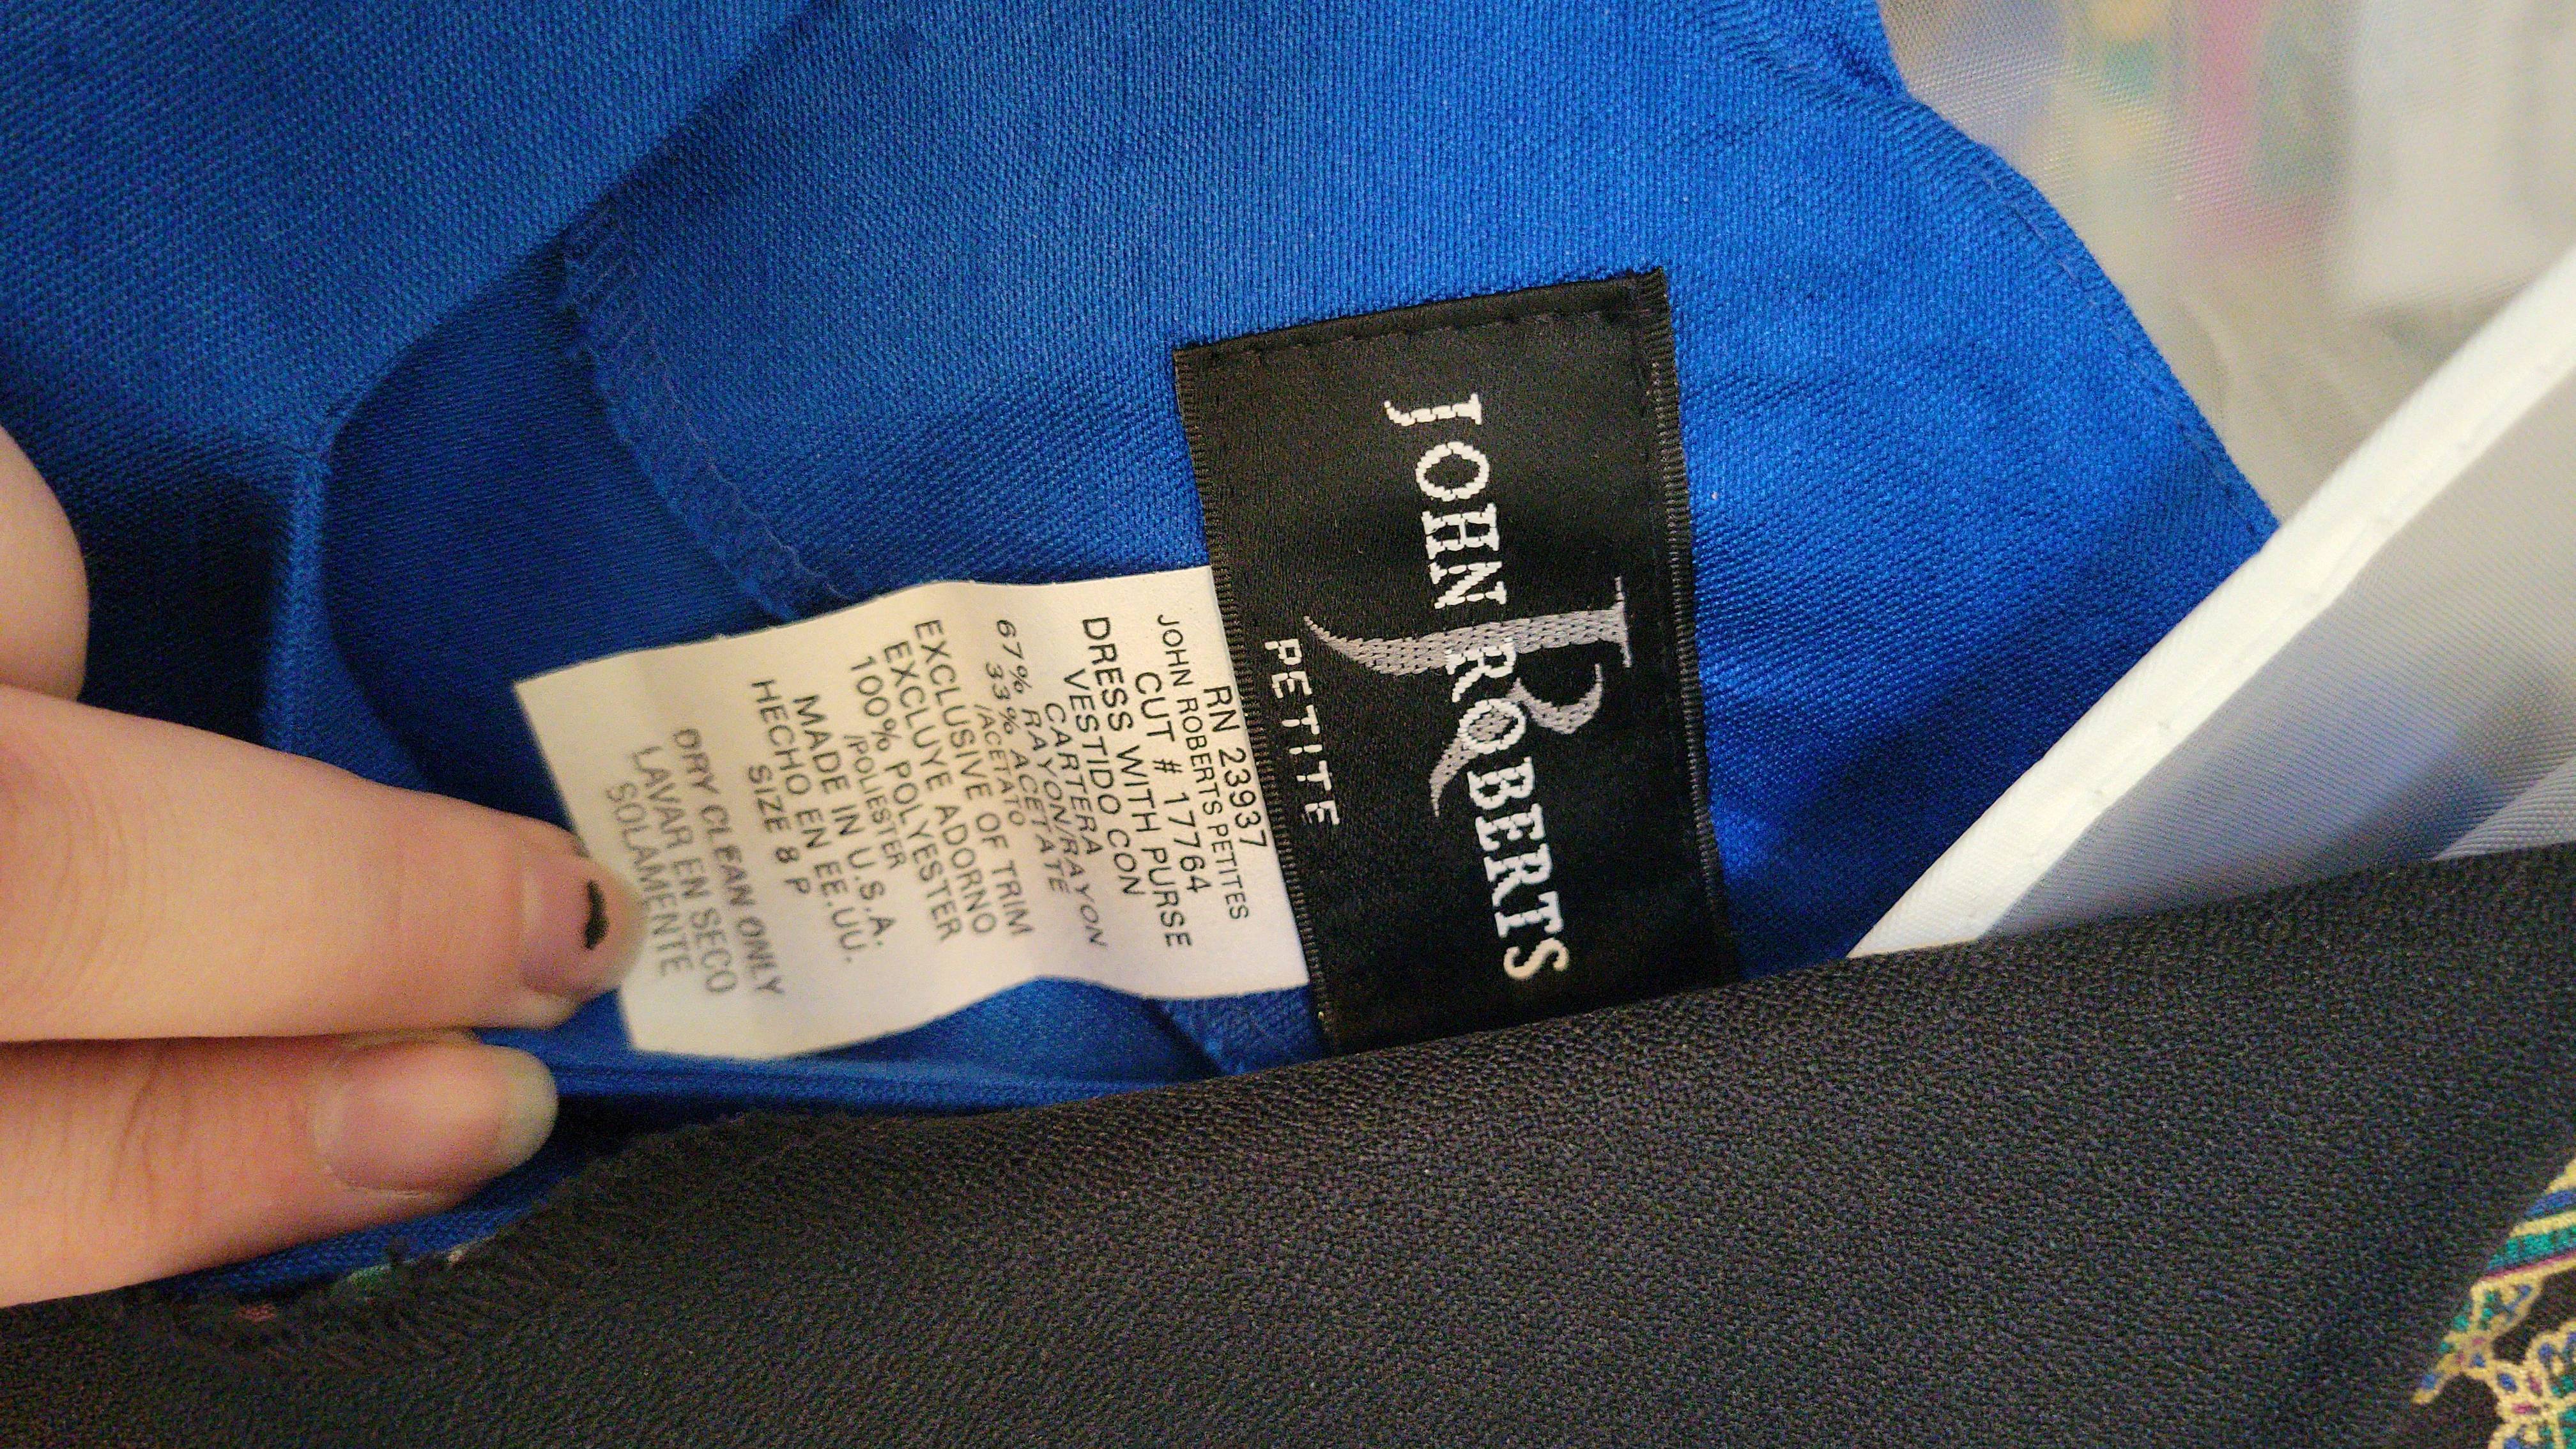 JOHN ROBERTS
JR
PETITE
RN 23937
JOHN ROBERTS PETITES
CUT # 17764
DRESS WITH PURSE
VESTIDO CON
CARTERA
RAYON/RAYON
67% RAYON
33% ACETATE
/ACETATO
EXCLUSIVE OF TRIM
EXCLUYE ADORNO
100% POLYESTER
/POLIESTER
MADE IN U.S.A.
HECHO EN EE.UU.
SIZE 8 P
DRY CLEAN ONLY
LAVAR EN SECO
SOLAMENTE